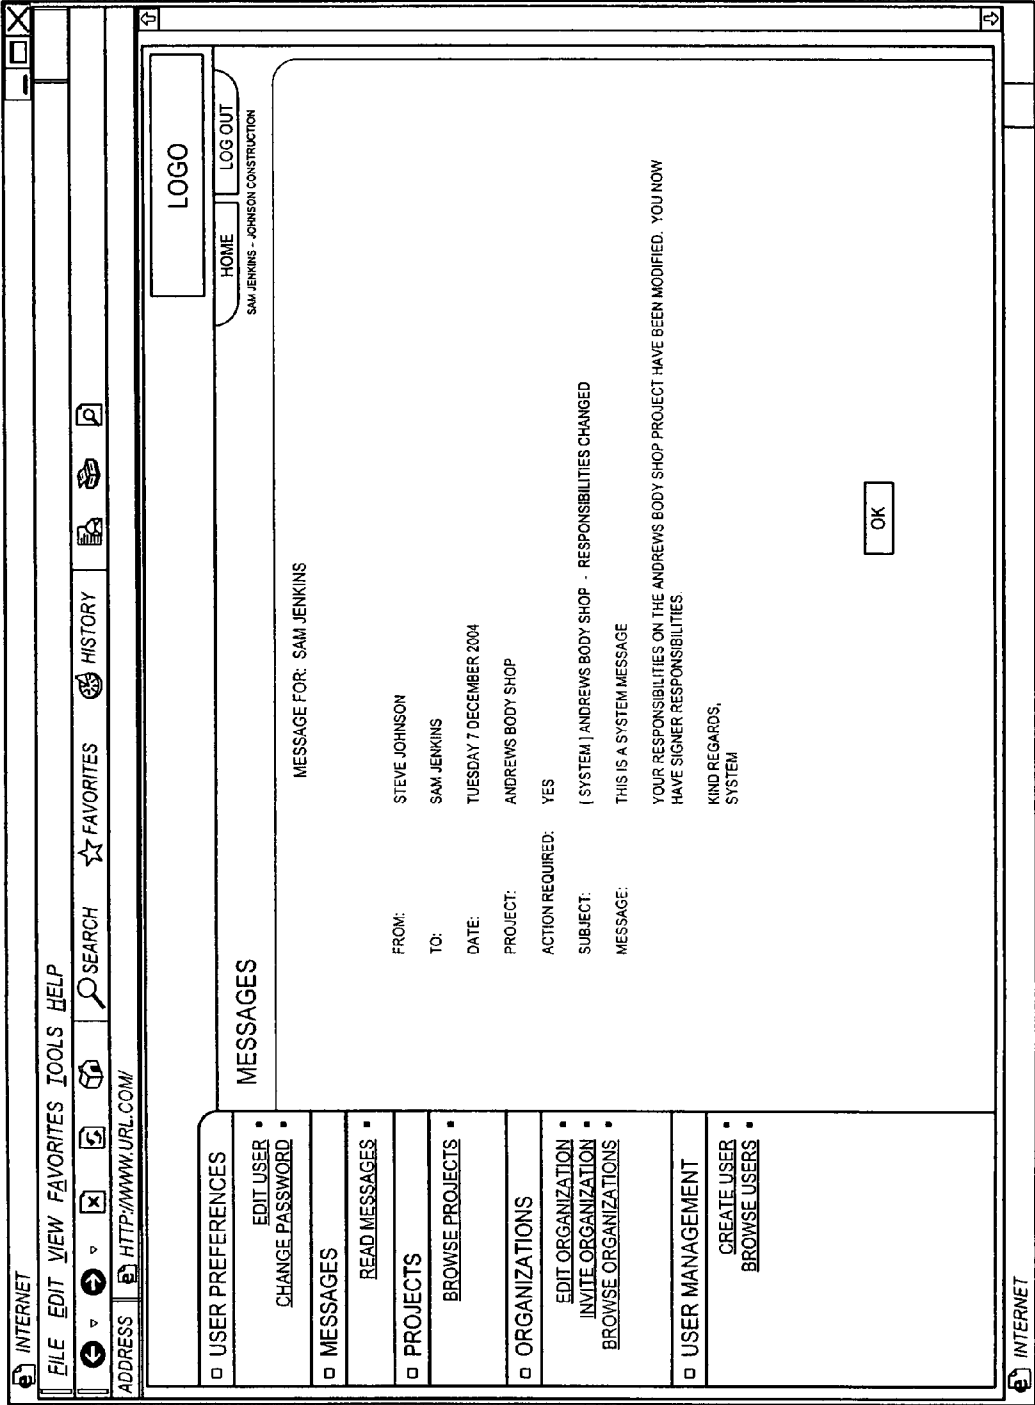 INTERNET
FILE EDIT VIEW FAVORITES TOOLS HELP
SEARCH FAVORITES HISTORY
ADDRESS HTTP://WWW.URL.COM/
LOGO
HOME LOG OUT
SAM JENKINS - JOHNSON CONSTRUCTION
USER PREFERENCES
EDIT USER
CHANGE PASSWORD
MESSAGES
READ MESSAGES
PROJECTS
BROWSE PROJECTS
ORGANIZATIONS
EDIT ORGANIZATION
INVITE ORGANIZATION
BROWSE ORGANIZATIONS
USER MANAGEMENT
CREATE USER
BROWSE USERS
MESSAGES
MESSAGE FOR: SAM JENKINS
FROM: STEVE JOHNSON
TO: SAM JENKINS
DATE: TUESDAY 7 DECEMBER 2004
PROJECT: ANDREWS BODY SHOP
ACTION REQUIRED: YES
SUBJECT: [ SYSTEM ] ANDREWS BODY SHOP - RESPONSIBILITIES CHANGED
MESSAGE: THIS IS A SYSTEM MESSAGE
YOUR RESPONSIBILITIES ON THE ANDREWS BODY SHOP PROJECT HAVE BEEN MODIFIED. YOU NOW
HAVE SIGNER RESPONSIBILITIES.
KIND REGARDS,
SYSTEM
OK
INTERNET